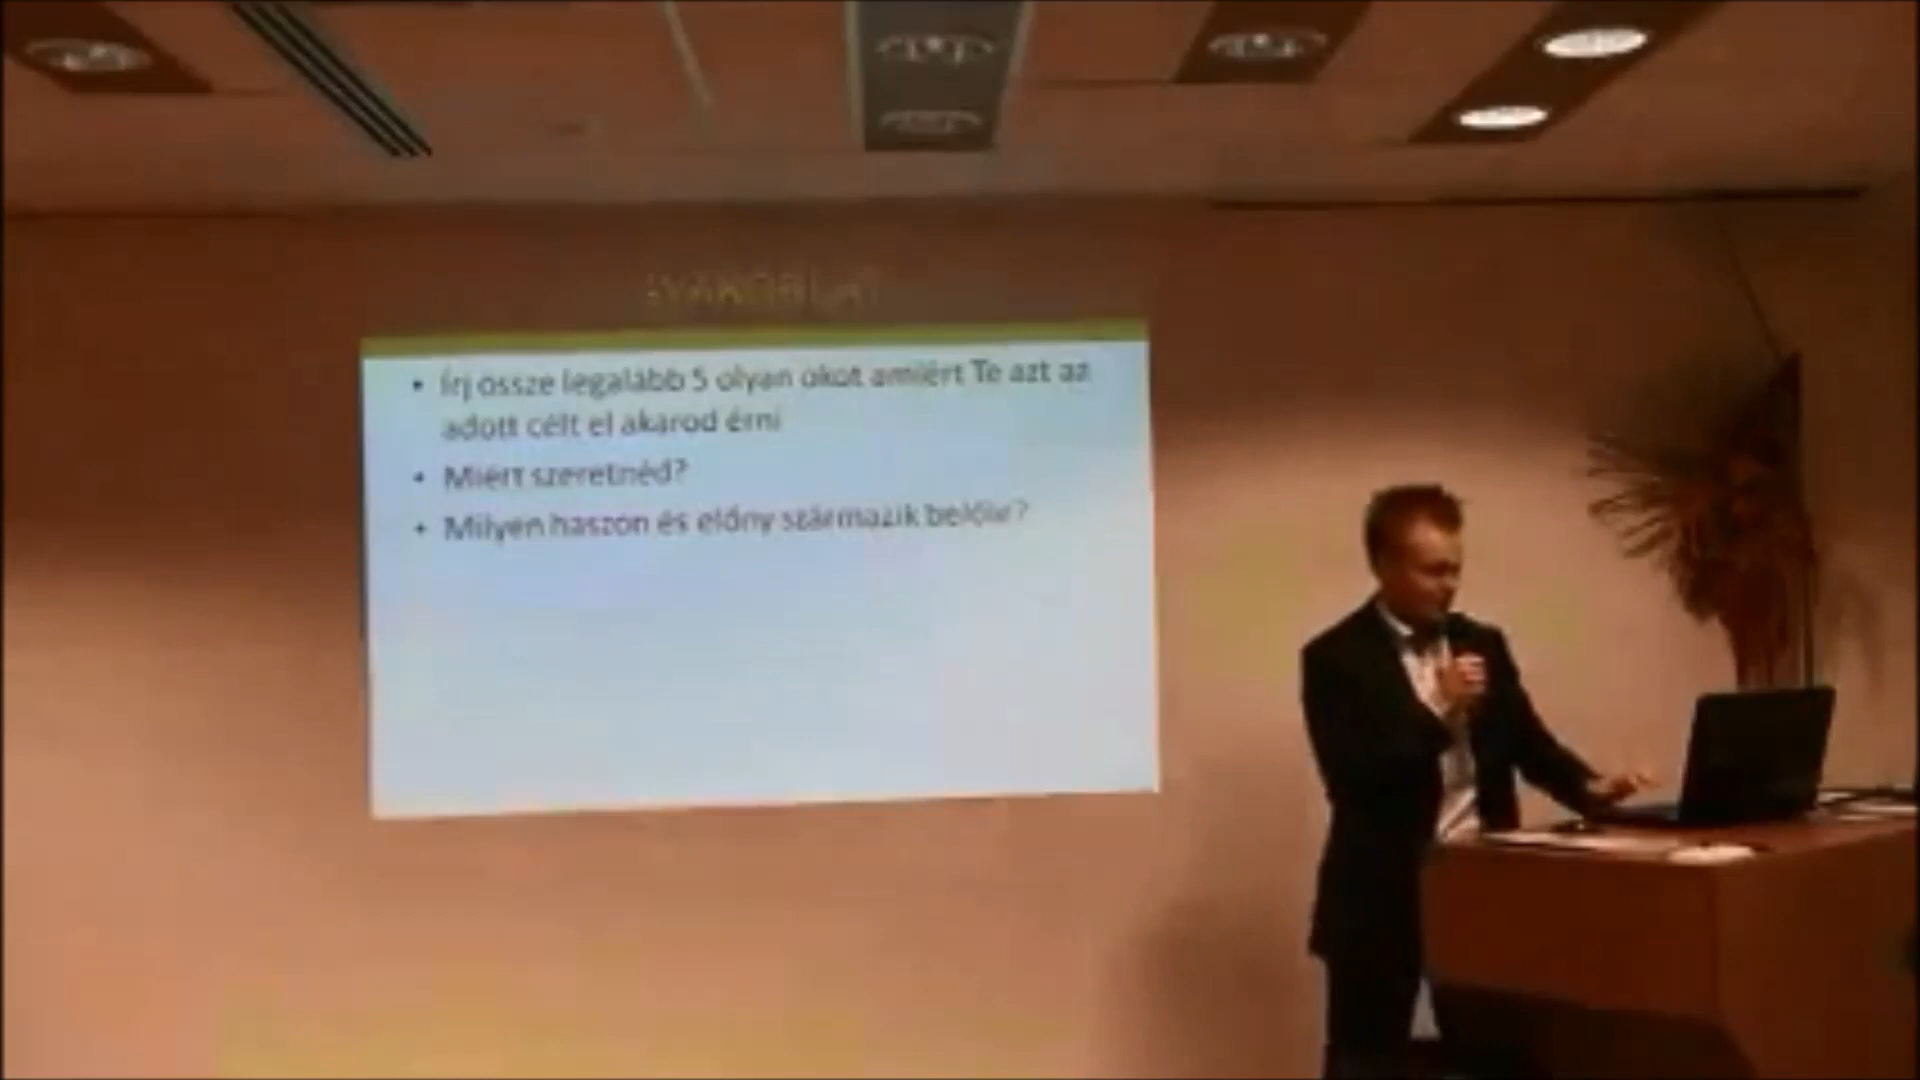 GYAKORLAT
• Írj össze legalább 5 olyan okot amiért Te azt az
adott célt el akarod érni
• Miért szeretnéd?
• Milyen haszon és előny származik belőle?